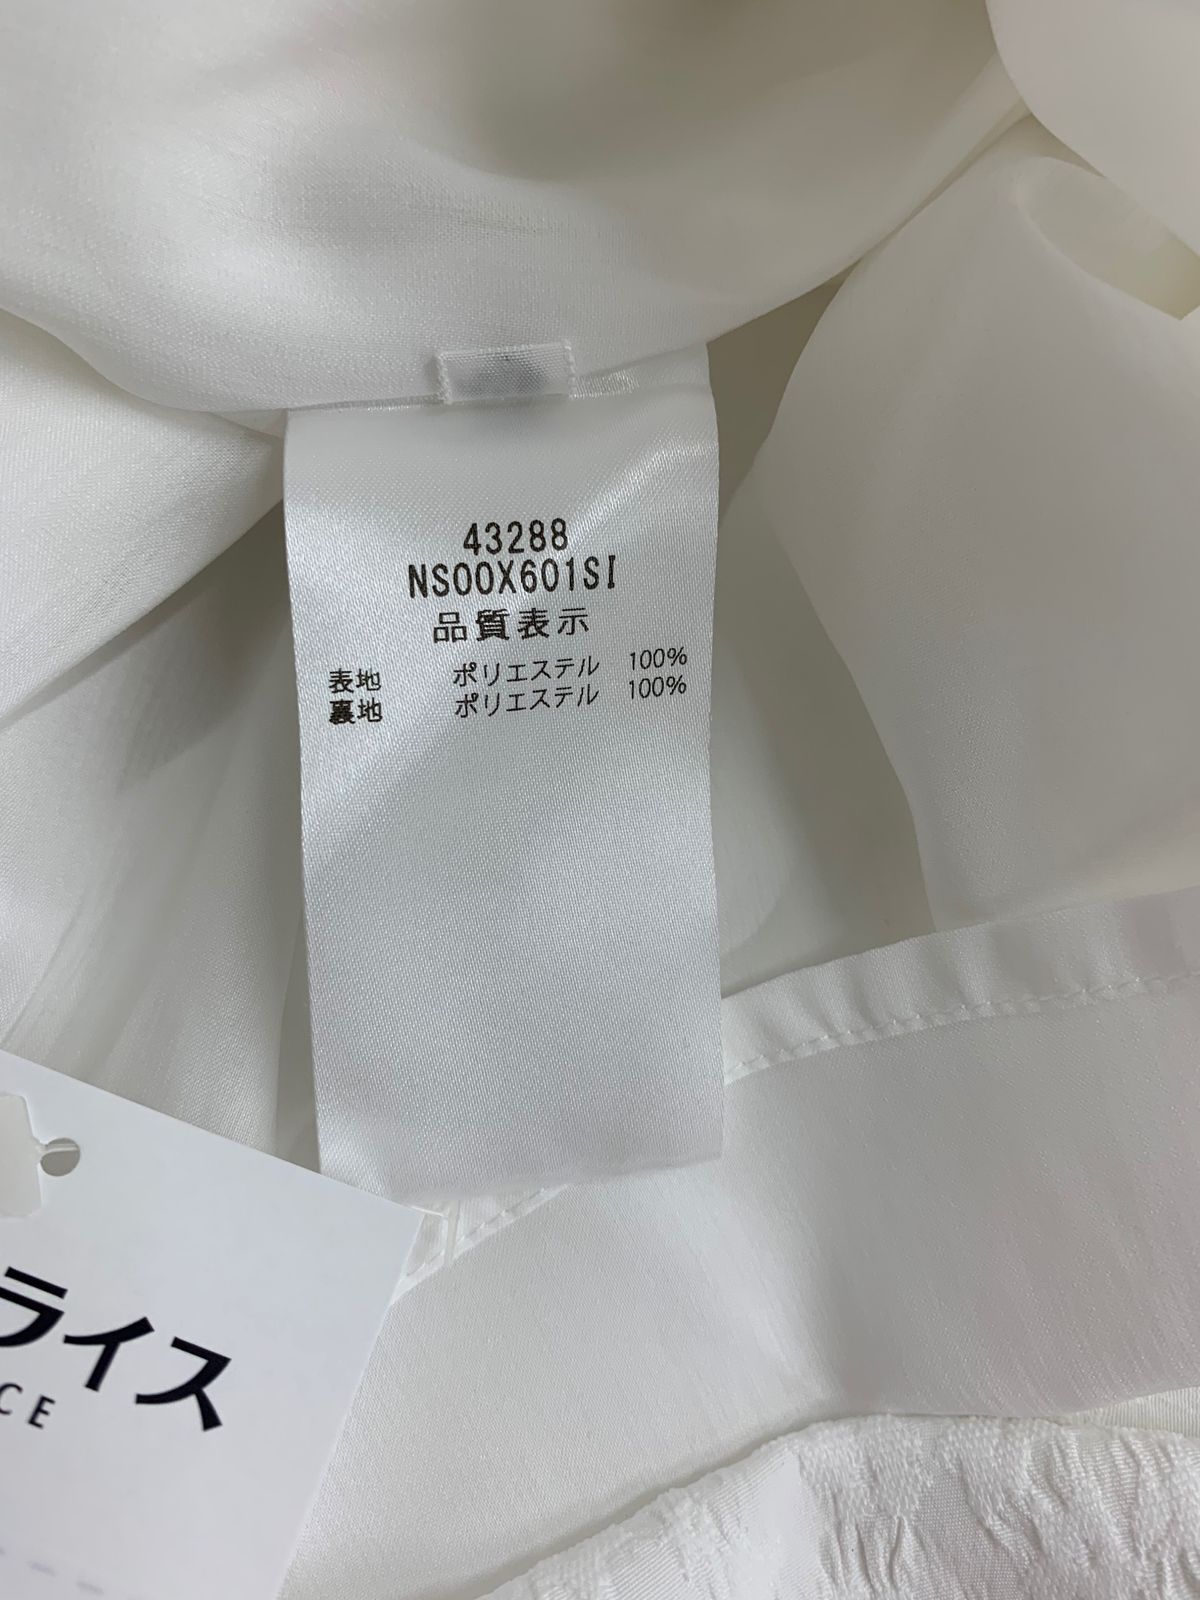 43288
NS00X601SI
品質表示
表地 ポリエステル 100%
裏地 ポリエステル 100%
ライス
CE